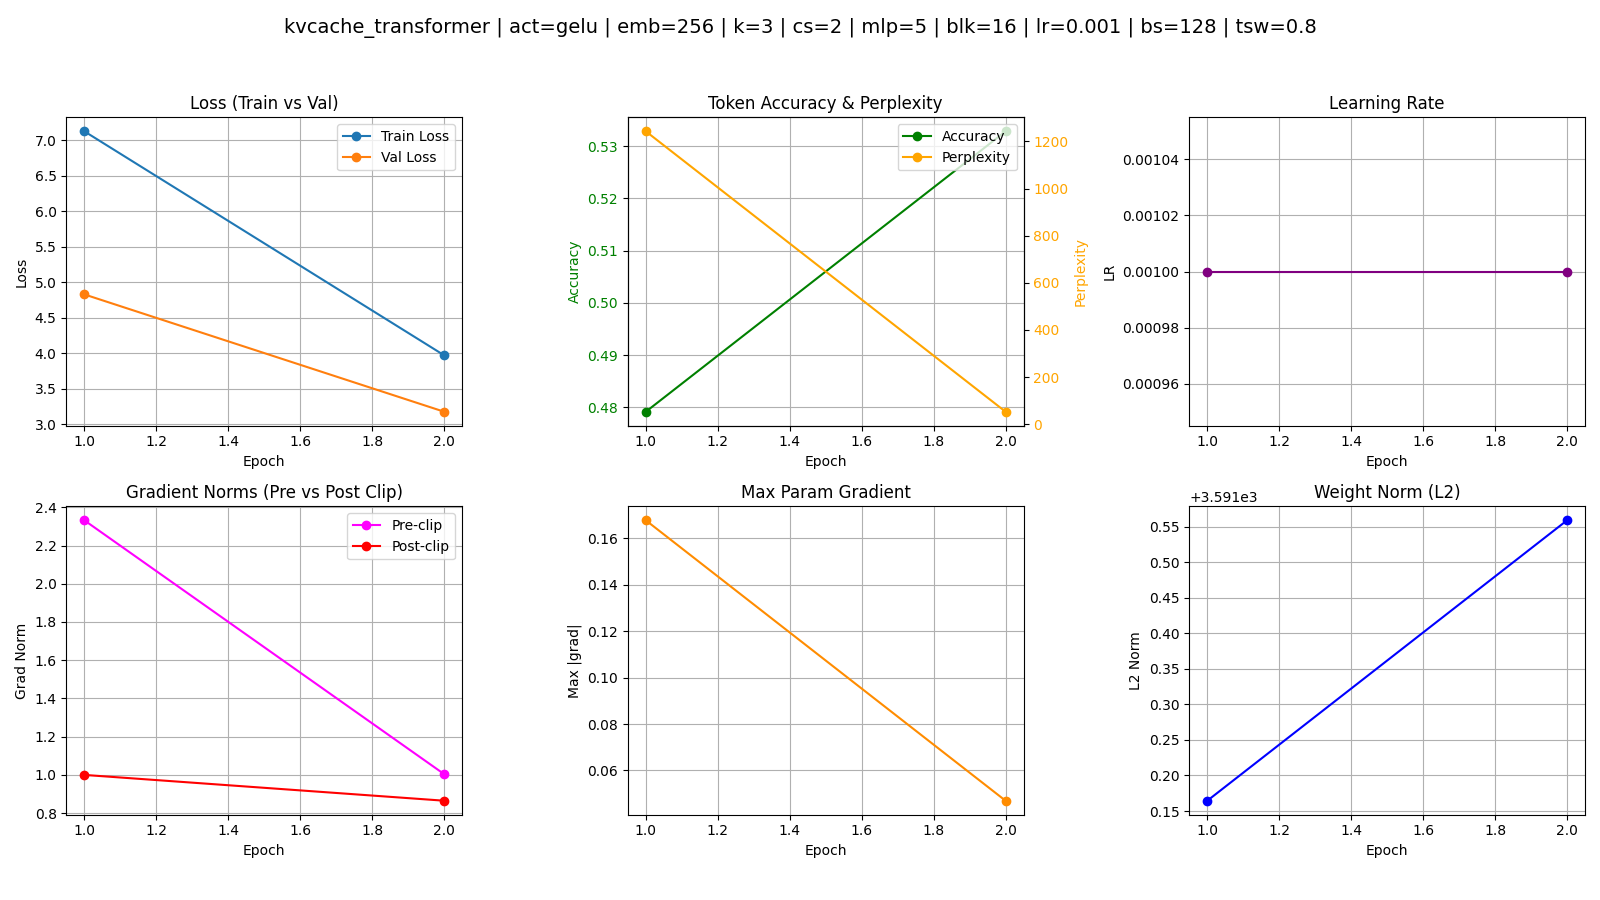 kvcache_transformer | act=gelu | emb=256 | k=3 | cs=2 | mlp=5 | blk=16 | lr=0.001 | bs=128 | tsw=0.8
Loss (Train vs Val)
Train Loss
Val Loss
7.0
6.5
6.0
5.5
5.0
4.5
4.0
3.5
3.0
Loss
1.0 1.2 1.4 1.6 1.8 2.0
Epoch
Token Accuracy & Perplexity
Accuracy
Perplexity
0.53
0.52
0.51
0.50
0.49
0.48
Accuracy
1200
1000
800
600
400
200
0
Perplexity
1.0 1.2 1.4 1.6 1.8 2.0
Epoch
Learning Rate
0.00104
0.00102
0.00100
0.00098
0.00096
LR
1.0 1.2 1.4 1.6 1.8 2.0
Epoch
Gradient Norms (Pre vs Post Clip)
Pre-clip
Post-clip
2.4
2.2
2.0
1.8
1.6
1.4
1.2
1.0
0.8
Grad Norm
1.0 1.2 1.4 1.6 1.8 2.0
Epoch
Max Param Gradient
0.16
0.14
0.12
0.10
0.08
0.06
Max |grad|
1.0 1.2 1.4 1.6 1.8 2.0
Epoch
Weight Norm (L2)
+3.591e3
0.55
0.50
0.45
0.40
0.35
0.30
0.25
0.20
0.15
L2 Norm
1.0 1.2 1.4 1.6 1.8 2.0
Epoch